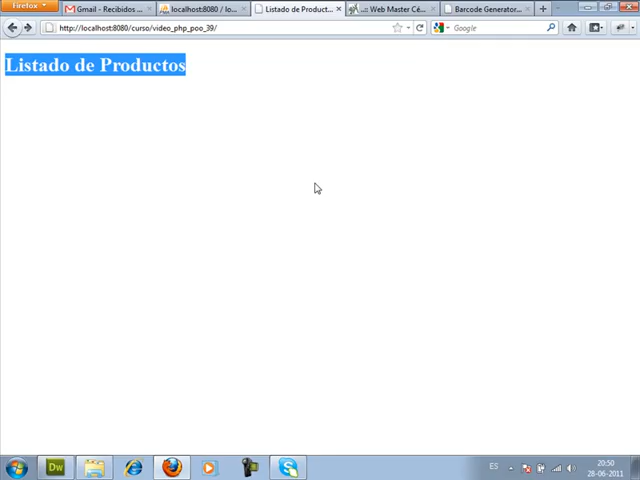 Firefox
Gmail - Recibidos ...
localhost:8080 / lo...
Listado de Product...
.::: Web Master Cé...
Barcode Generator...
http://localhost:8080/curso/video_php_poo_39/
Google
Listado de Productos
Dw
ES
20:50
28-06-2011